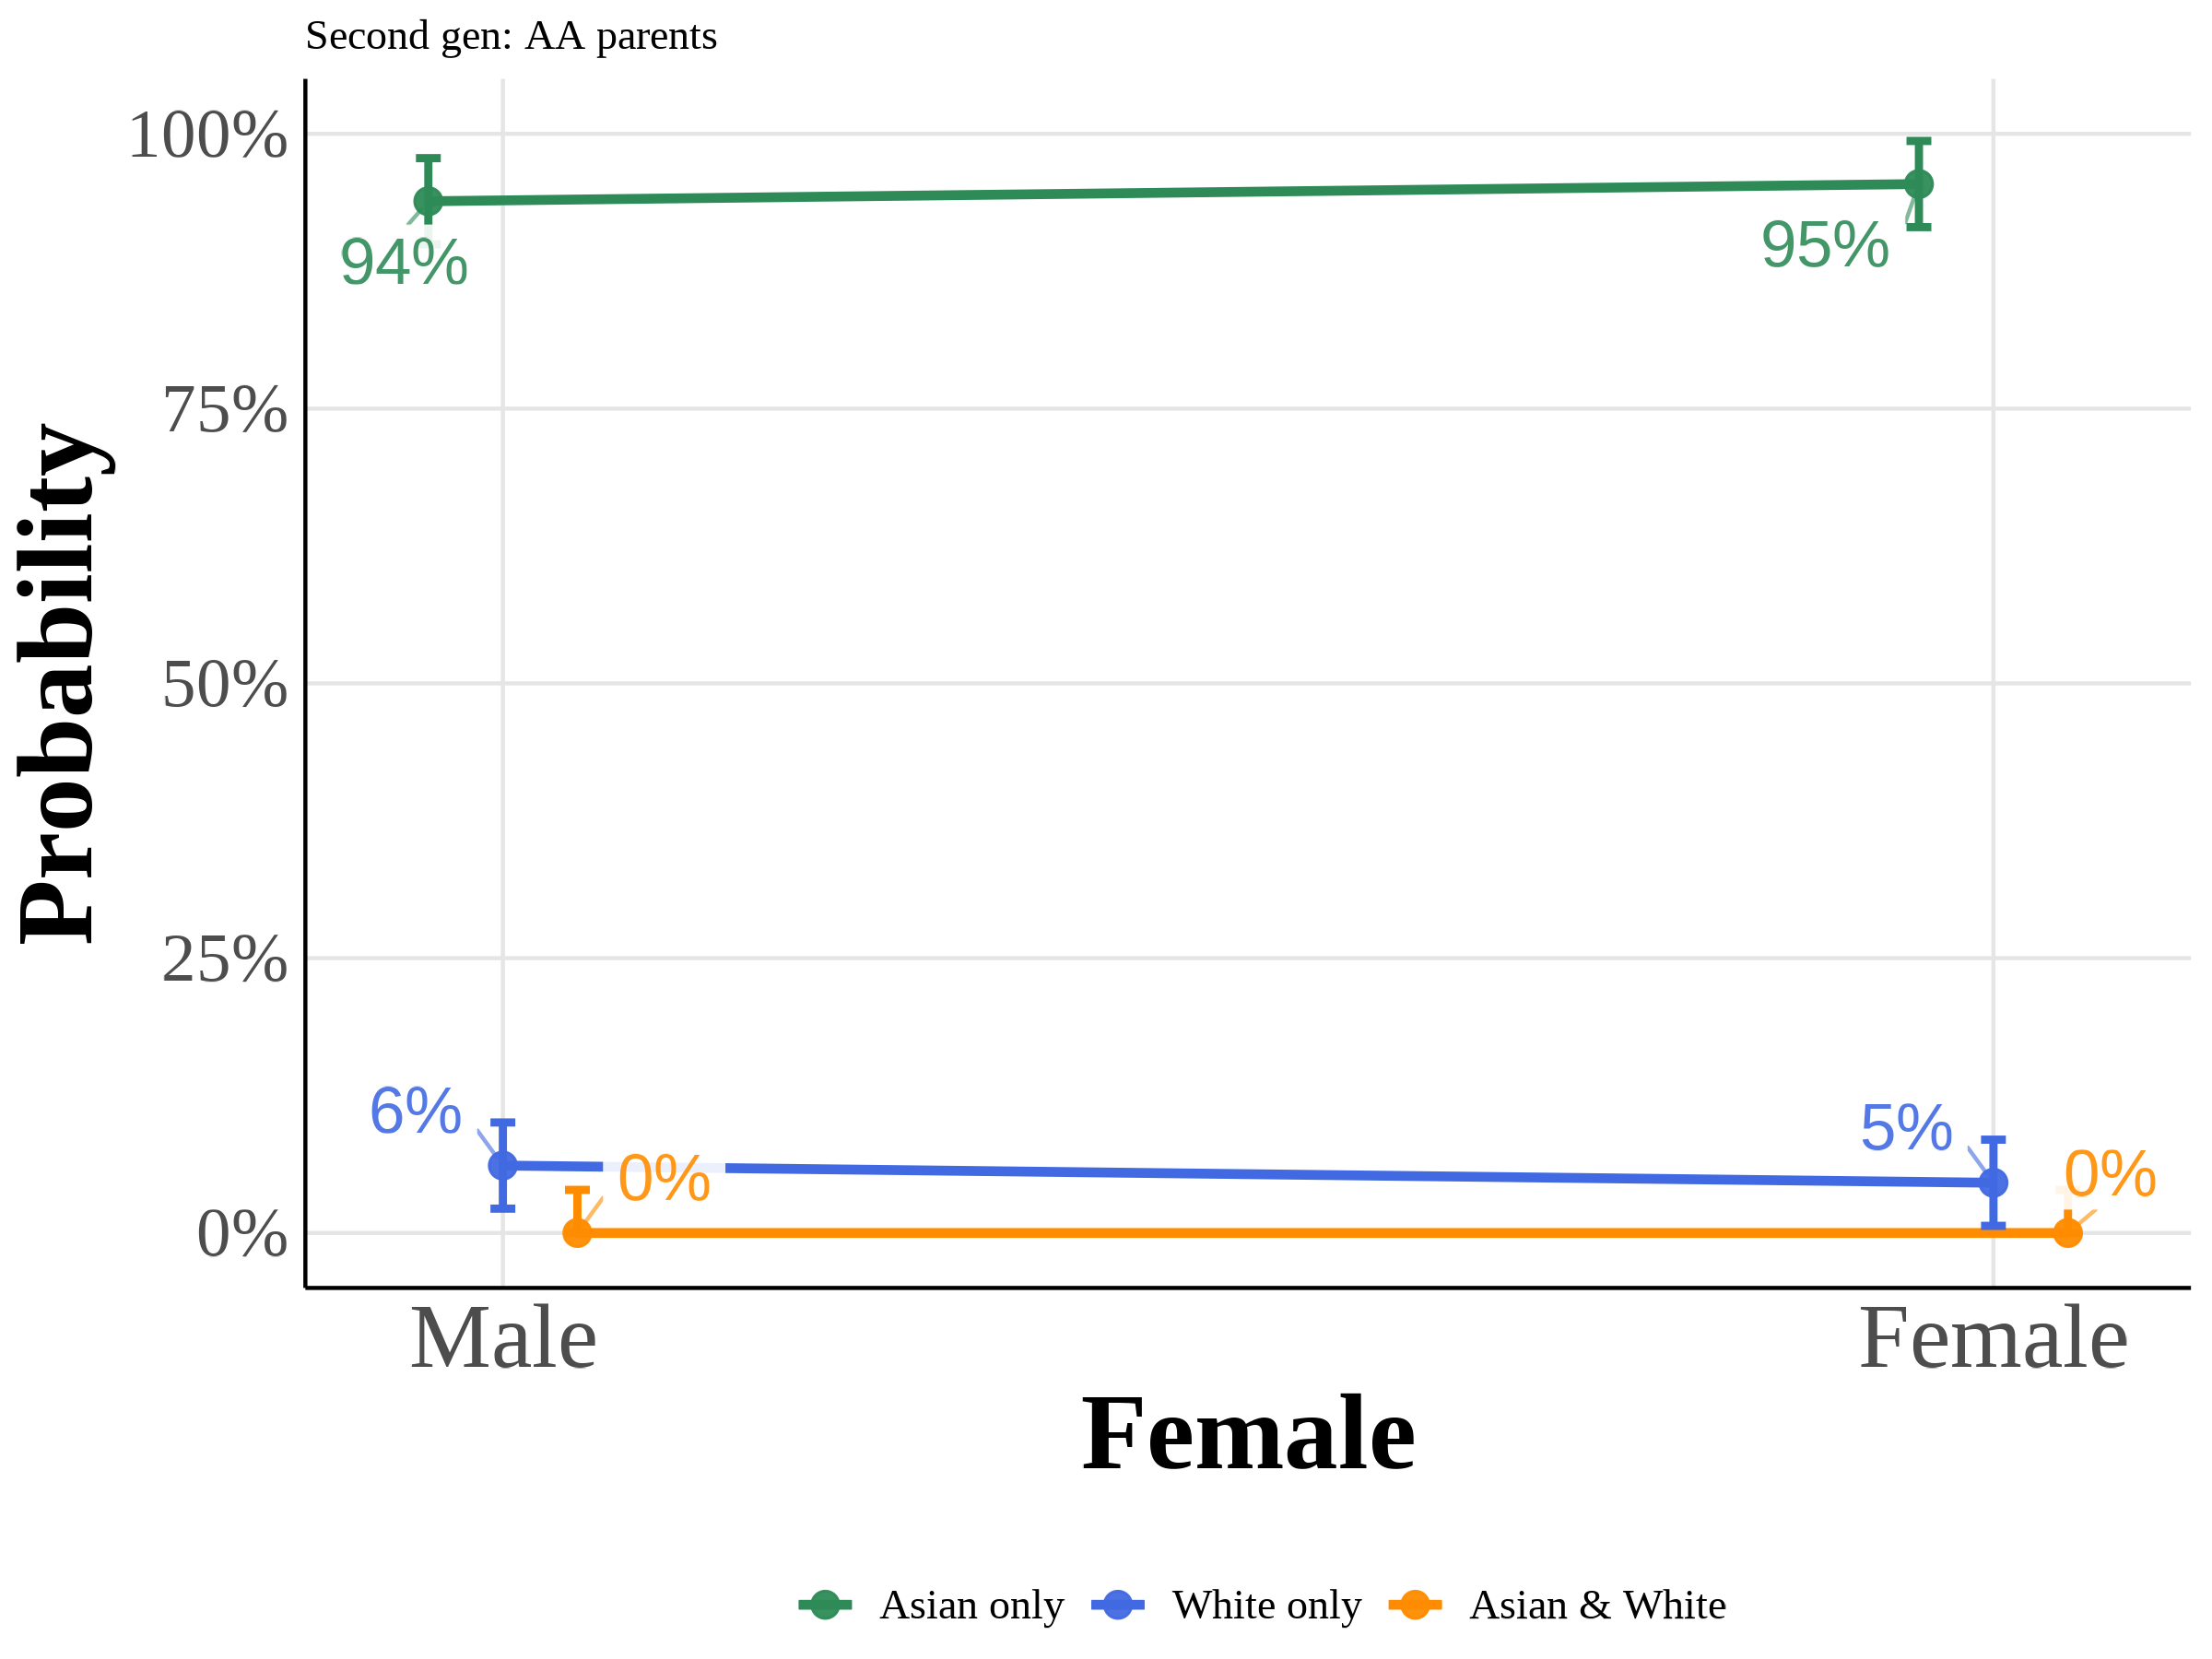 Second gen: AA parents
100%
75%
50%
25%
0%
Probability
94%
95%
6%
0%
5%
0%
Male
Female
Female
Asian only
White only
Asian & White